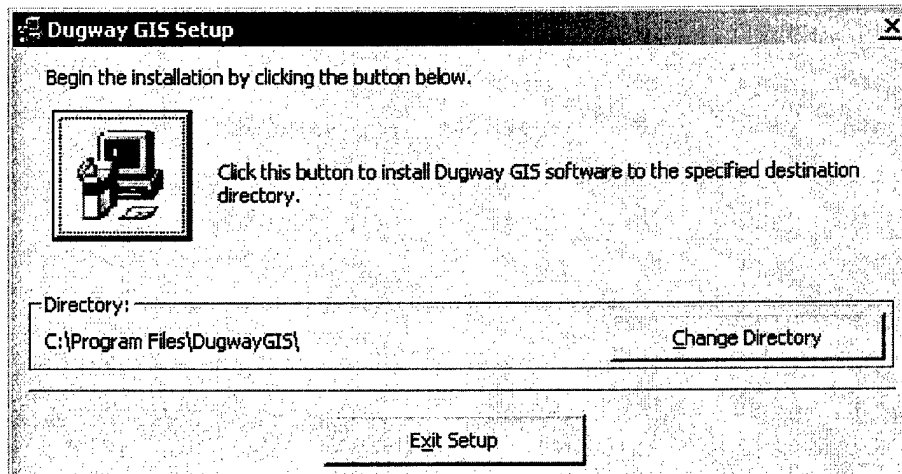 Dugway GIS Setup
Begin the installation by clicking the button below.
Click this button to install Dugway GIS software to the specified destination
directory.
Directory:
C:\Program Files\DugwayGIS\
Change Directory
Exit Setup